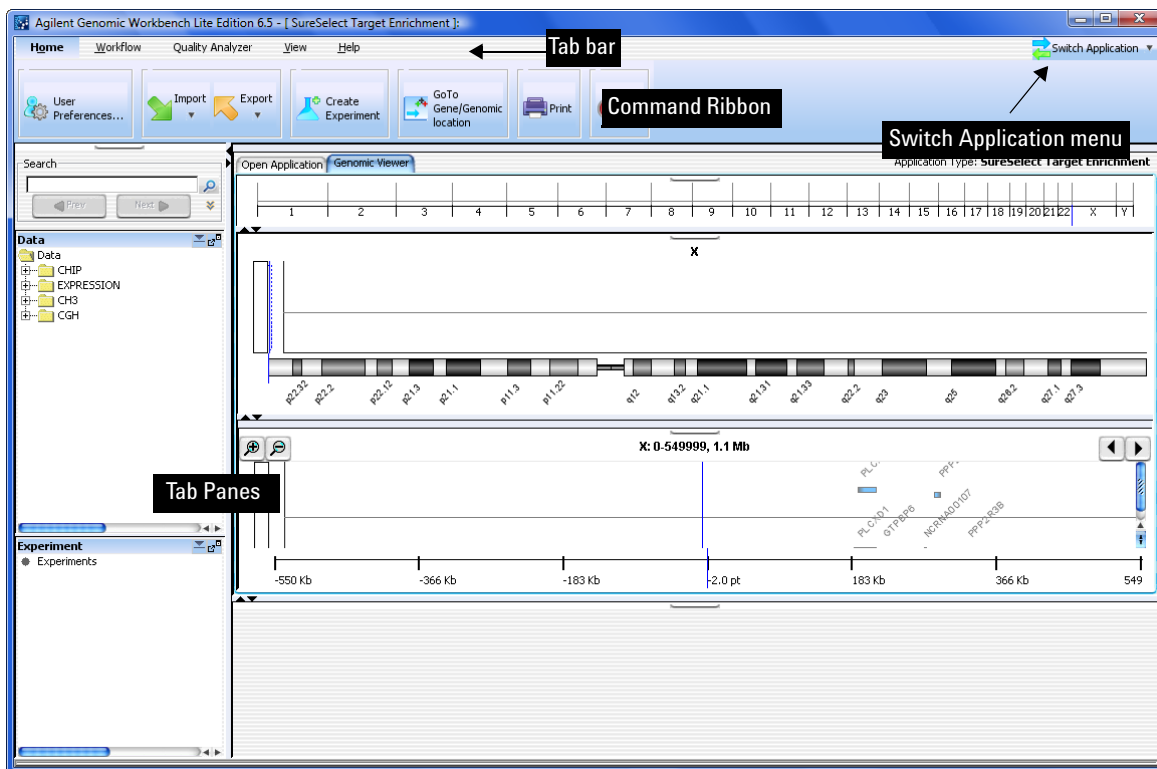 Agilent Genomic Workbench Lite Edition 6.5 - [ SureSelect Target Enrichment ]:
Home Workflow Quality Analyzer View Help
Tab bar
Switch Application
User Preferences...
Import
Export
Create Experiment
GoTo Gene/Genomic location
Print
Command Ribbon
Switch Application menu
Search
Prev Next
Open Application Genomic Viewer
Application Type: SureSelect Target Enrichment
1 2 3 4 5 6 7 8 9 10 11 12 13 14 15 16 17 18 19 20 21 22 X Y
Data
Data
CHIP
EXPRESSION
CH3
CGH
X
p22.32 p22.2 p22.12 p21.3 p21.1 p11.3 p11.22 q12 q13.2 q21.1 q21.31 q21.33 q22.2 q23 q25 q26.2 q27.1 q27.3
X: 0-549999, 1.1 Mb
Tab Panes
PLCXD1 GTPBP6 NCRNA00107 PPP2R3B
-550 Kb -366 Kb -183 Kb -2.0 pt 183 Kb 366 Kb 549
Experiment
Experiments